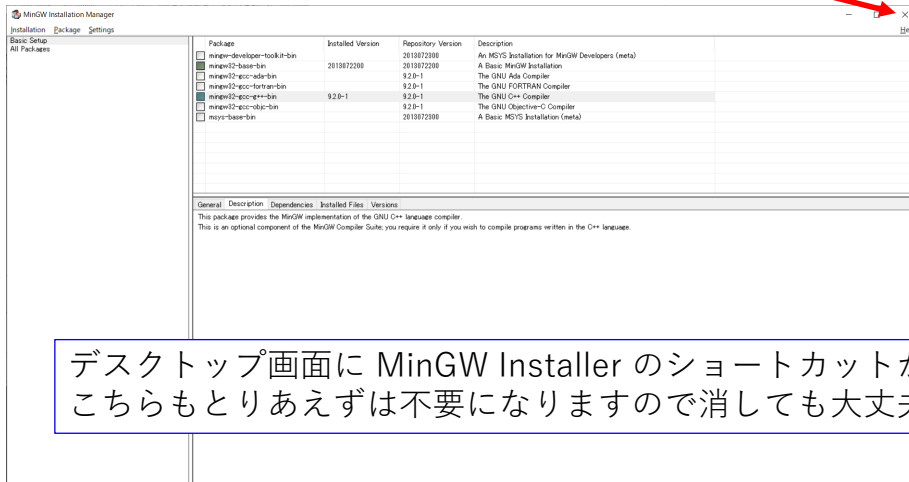 MinGW Installation Manager
Installation Package Settings
Basic Setup
All Packages
Package Installed Version Repository Version Description
mingw-developer-toolkit-bin 2013072300 An MSYS Installation for MinGW Developers (meta)
mingw32-base-bin 2013072200 2013072200 A Basic MinGW Installation
mingw32-gcc-ada-bin 9.2.0-1 The GNU Ada Compiler
mingw32-gcc-fortran-bin 9.2.0-1 The GNU FORTRAN Compiler
mingw32-gcc-g++-bin 9.2.0-1 9.2.0-1 The GNU C++ Compiler
mingw32-gcc-objc-bin 9.2.0-1 The GNU Objective-C Compiler
msys-base-bin 2013072300 A Basic MSYS Installation (meta)
General Description Dependencies Installed Files Versions
This package provides the MinGW implementation of the GNU C++ language compiler.
This is an optional component of the MinGW Compiler Suite; you require it only if you wish to compile programs written in the C++ language.
デスクトップ画面に MinGW Installer のショートカット
こちらもとりあえずは不要になりますので消しても大丈